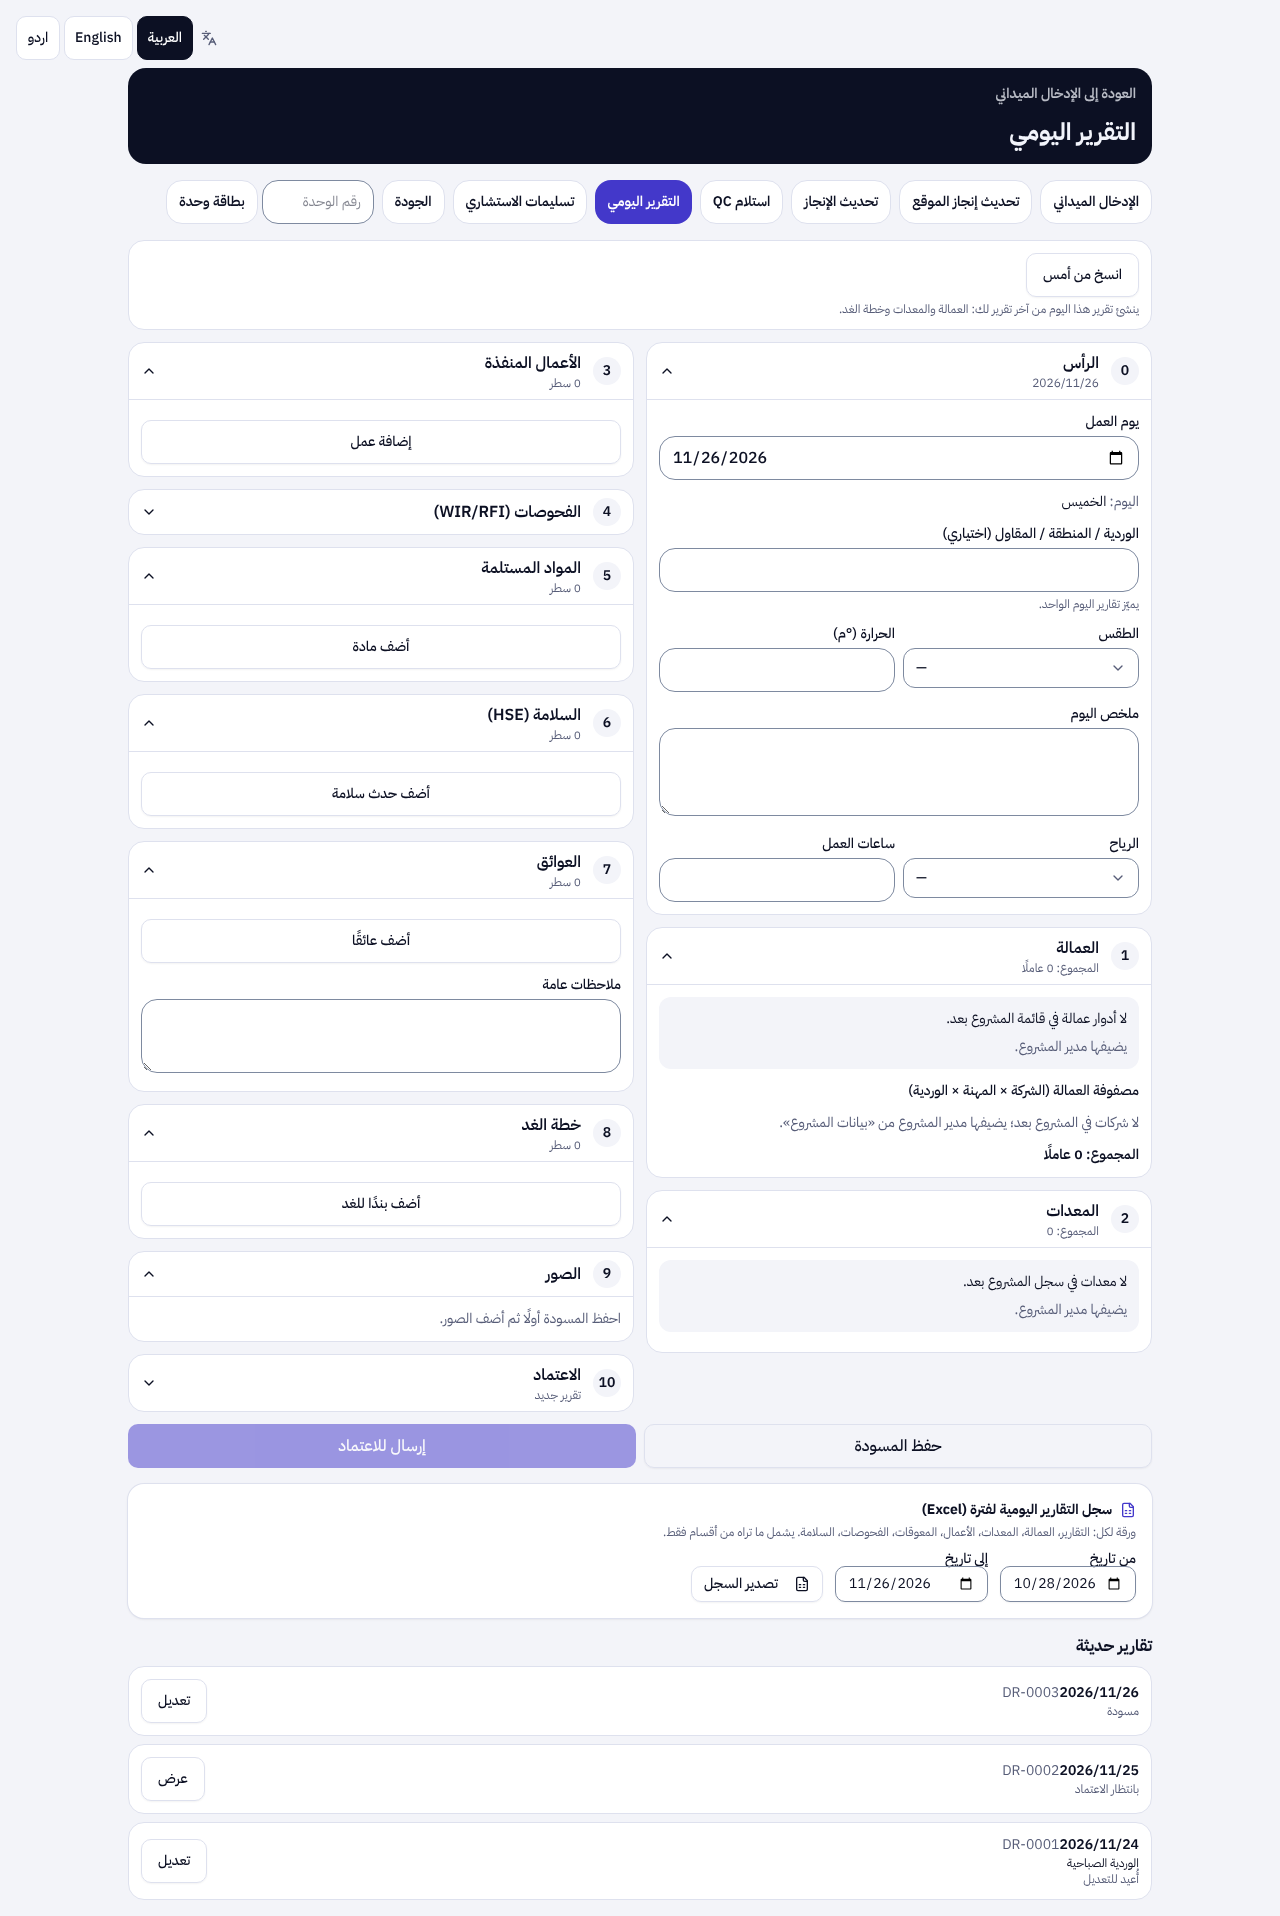 العربية
English
اردو
العودة إلى الإدخال الميداني
التقرير اليومي
الإدخال الميداني
تحديث إنجاز الموقع
تحديث الإنجاز
استلام QC
التقرير اليومي
تسليمات الاستشاري
الجودة
رقم الوحدة
بطاقة وحدة
انسخ من أمس
ينشئ تقرير هذا اليوم من آخر تقرير لك: العمالة والمعدات وخطة الغد.
0
الرأس
2026/11/26
يوم العمل
11/26/2026
اليوم: الخميس
الوردية / المنطقة / المقاول (اختياري)
يميّز تقارير اليوم الواحد.
الطقس
—
الحرارة (°م)
ملخص اليوم
الرياح
—
ساعات العمل
1
العمالة
المجموع: 0 عاملًا
لا أدوار عمالة في قائمة المشروع بعد.
يضيفها مدير المشروع.
مصفوفة العمالة (الشركة × المهنة × الوردية)
لا شركات في المشروع بعد؛ يضيفها مدير المشروع من «بيانات المشروع».
المجموع: 0 عاملًا
2
المعدات
المجموع: 0
لا معدات في سجل المشروع بعد.
يضيفها مدير المشروع.
3
الأعمال المنفذة
0 سطر
إضافة عمل
4
الفحوصات (WIR/RFI)
5
المواد المستلمة
0 سطر
أضف مادة
6
السلامة (HSE)
0 سطر
أضف حدث سلامة
7
العوائق
0 سطر
أضف عائقًا
ملاحظات عامة
8
خطة الغد
0 سطر
أضف بندًا للغد
9
الصور
احفظ المسودة أولًا ثم أضف الصور.
10
الاعتماد
تقرير جديد
حفظ المسودة
إرسال للاعتماد
سجل التقارير اليومية لفترة (Excel)
ورقة لكل: التقارير، العمالة، المعدات، الأعمال، المعوقات، الفحوصات، السلامة. يشمل ما تراه من أقسام فقط.
من تاريخ
10/28/2026
إلى تاريخ
11/26/2026
تصدير السجل
تقارير حديثة
2026/11/26 DR-0003
مسودة
تعديل
2026/11/25 DR-0002
بانتظار الاعتماد
عرض
2026/11/24 DR-0001
الوردية الصباحية
أُعيد للتعديل
تعديل